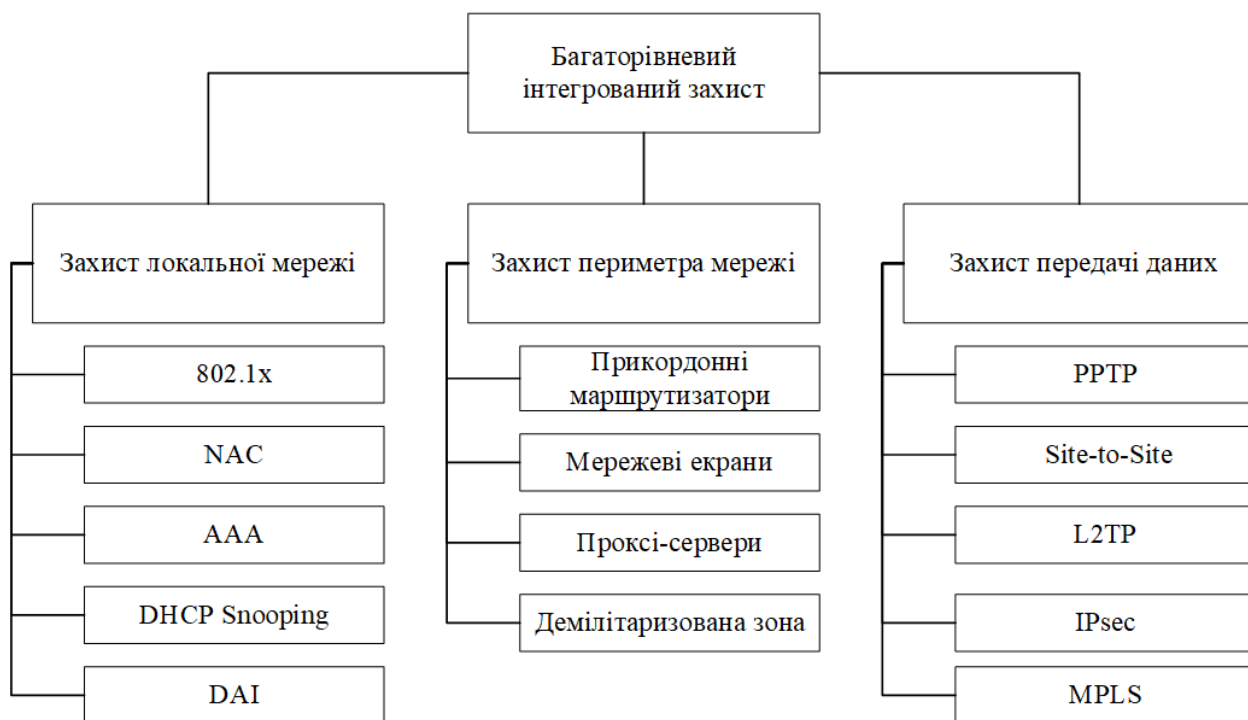 Багаторівневий
інтегрований захист
Захист локальної мережі
802.1x
NAC
AAA
DHCP Snooping
DAI
Захист периметра мережі
Прикордонні
маршрутизатори
Мережеві екрани
Проксі-сервери
Демілітаризована зона
Захист передачі даних
PPTP
Site-to-Site
L2TP
IPsec
MPLS